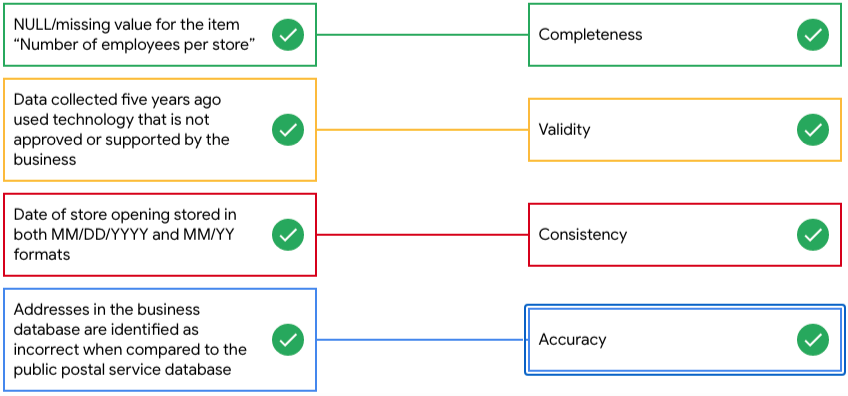 NULL/missing value for the item
“Number of employees per store”
Completeness
Data collected five years ago
used technology that is not
approved or supported by the
business
Validity
Date of store opening stored in
both MM/DD/YYYY and MM/YY
formats
Consistency
Addresses in the business
database are identified as
incorrect when compared to the
public postal service database
Accuracy